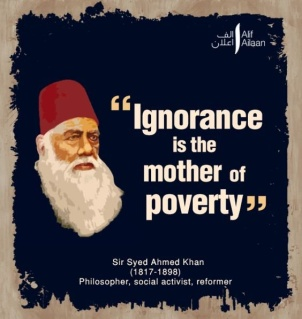 الف Alif
اعلان Ailaan
“Ignorance
is the
mother of
poverty”
Sir Syed Ahmed Khan
(1817-1898)
Philosopher, social activist, reformer